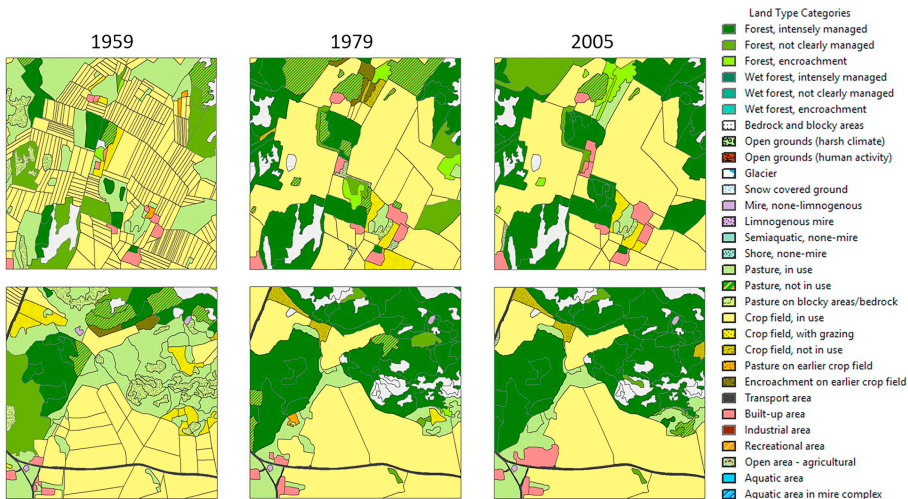 Land Type Categories
1959
1979
2005
Forest, intensely managed
Forest, not clearly managed
Forest, encroachment
Wet forest, intensely managed
Wet forest, not clearly managed
Wet forest, encroachment
Bedrock and blocky areas
Open grounds (harsh climate)
Open grounds (human activity)
Glacier
Snow covered ground
Mire, none-limnogenous
Limnogenous mire
Semiaquatic, none-mire
Shore, none-mire
Pasture, in use
Pasture, not in use
Pasture on blocky areas/bedrock
Crop field, in use
Crop field, with grazing
Crop field, not in use
Pasture on earlier crop field
Encroachment on earlier crop field
Transport area
Built-up area
Industrial area
Recreational area
Open area - agricultural
Aquatic area
Aquatic area in mire complex